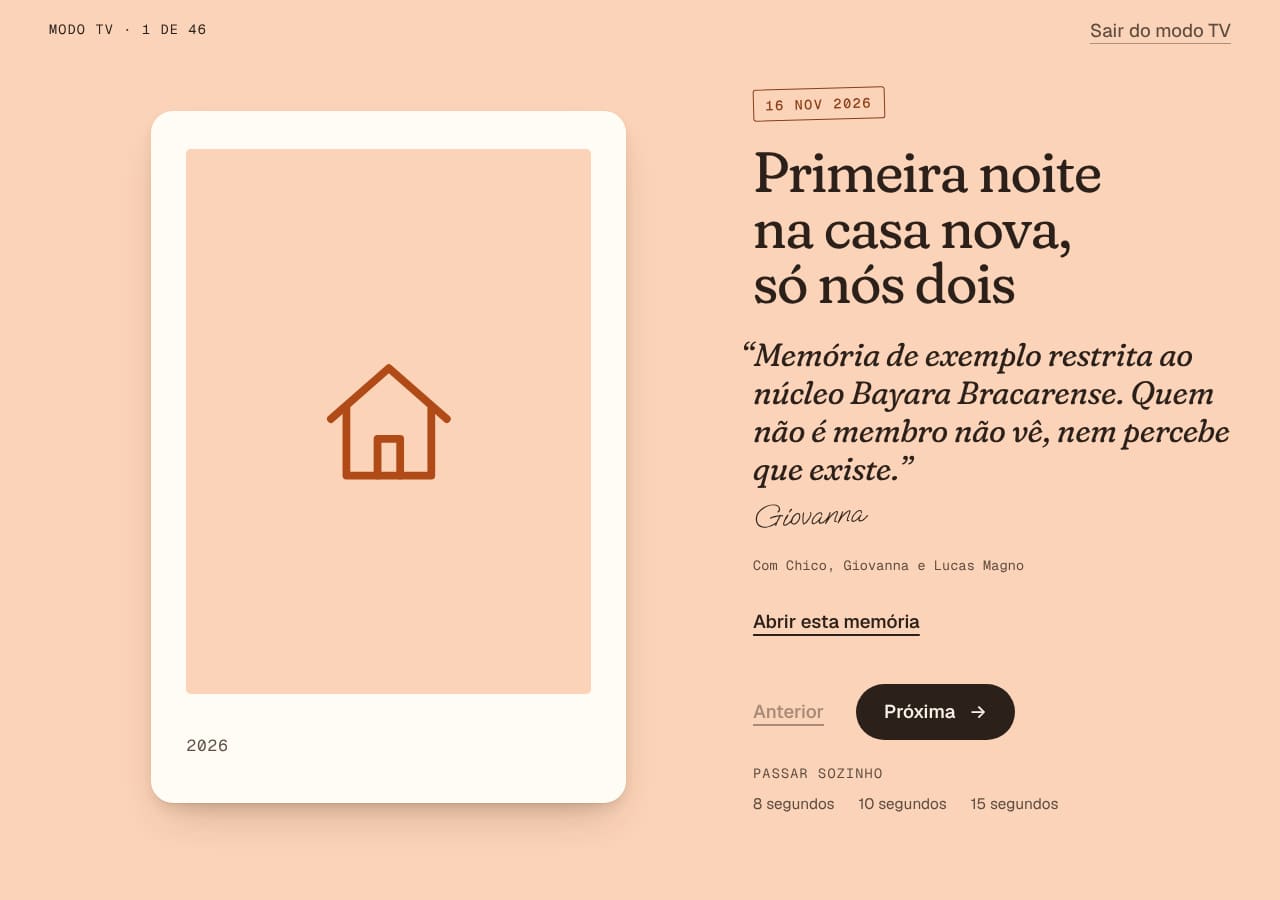 MODO TV · 1 DE 46
Sair do modo TV
16 NOV 2026
Primeira noite
na casa nova,
só nós dois
“Memória de exemplo restrita ao
núcleo Bayara Bracarense. Quem
não é membro não vê, nem percebe
que existe.”
Giovanna
Com Chico, Giovanna e Lucas Magno
Abrir esta memória
Anterior
Próxima →
PASSAR SOZINHO
8 segundos 10 segundos 15 segundos
2026